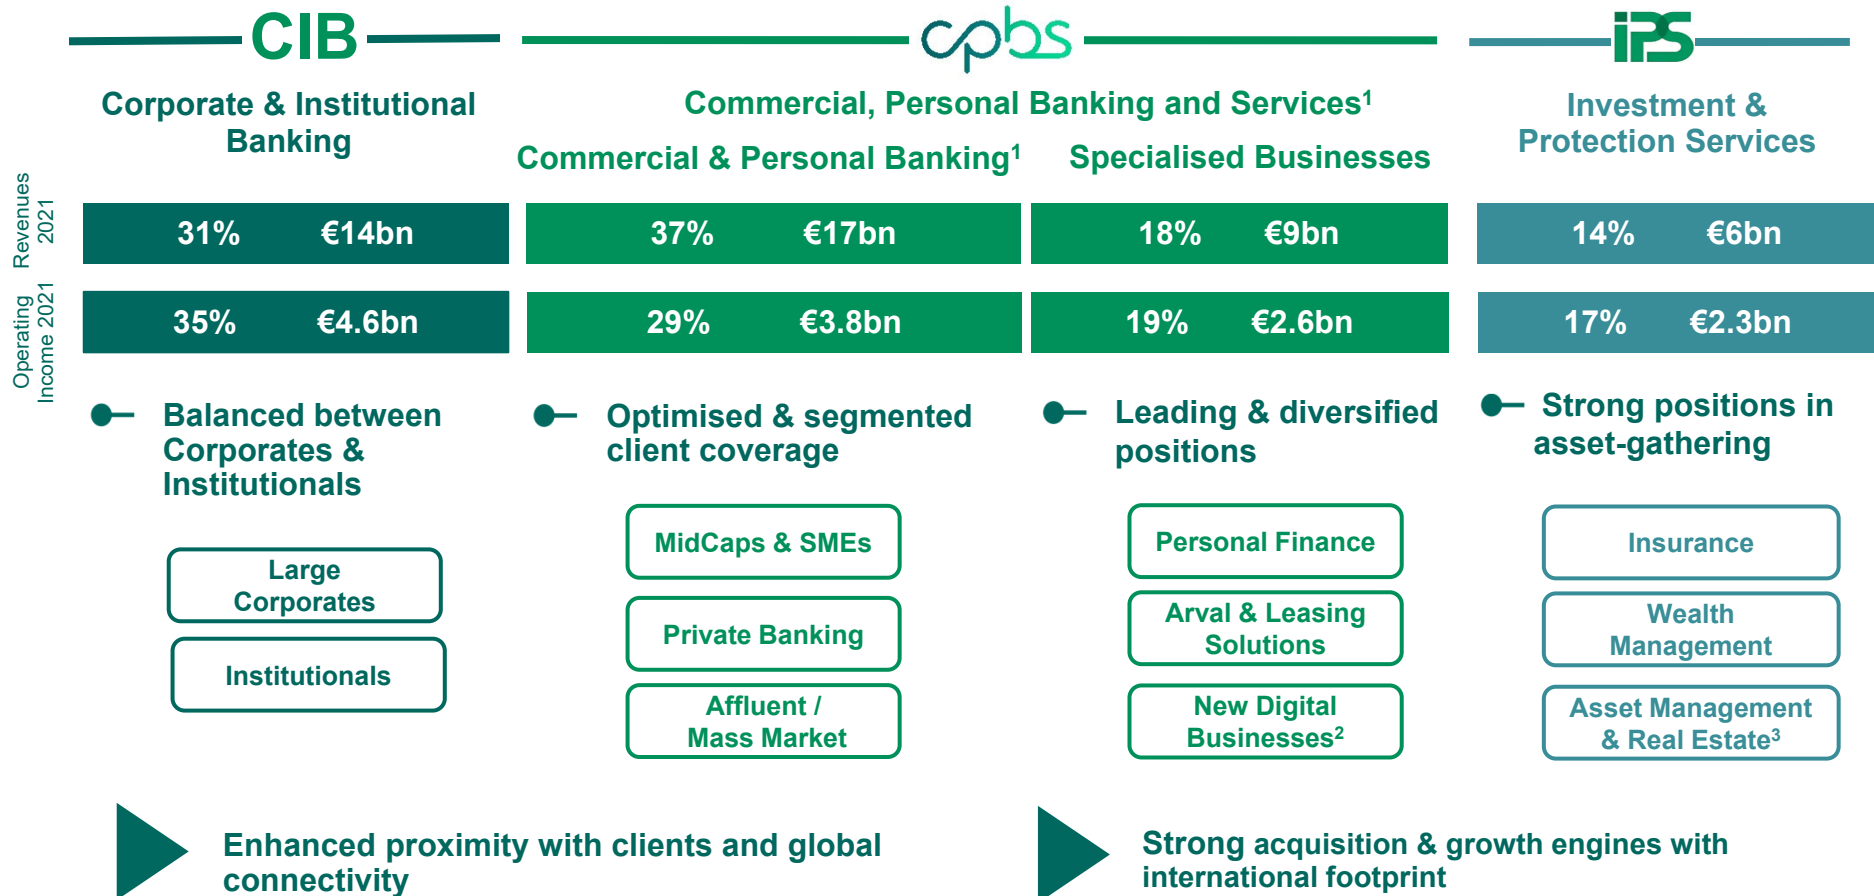 CIB
cpbs
iPS
Corporate & Institutional
Banking
Commercial, Personal Banking and Services¹
Commercial & Personal Banking¹
Specialised Businesses
Investment &
Protection Services
Revenues
2021
31% €14bn
37% €17bn
18% €9bn
14% €6bn
Operating
Income 2021
35% €4.6bn
29% €3.8bn
19% €2.6bn
17% €2.3bn
Balanced between
Corporates &
Institutionals
Large
Corporates
Institutionals
Optimised & segmented
client coverage
MidCaps & SMEs
Private Banking
Affluent /
Mass Market
Leading & diversified
positions
Personal Finance
Arval & Leasing
Solutions
New Digital
Businesses²
Strong positions in
asset-gathering
Insurance
Wealth
Management
Asset Management
& Real Estate³
Enhanced proximity with clients and global
connectivity
Strong acquisition & growth engines with
international footprint